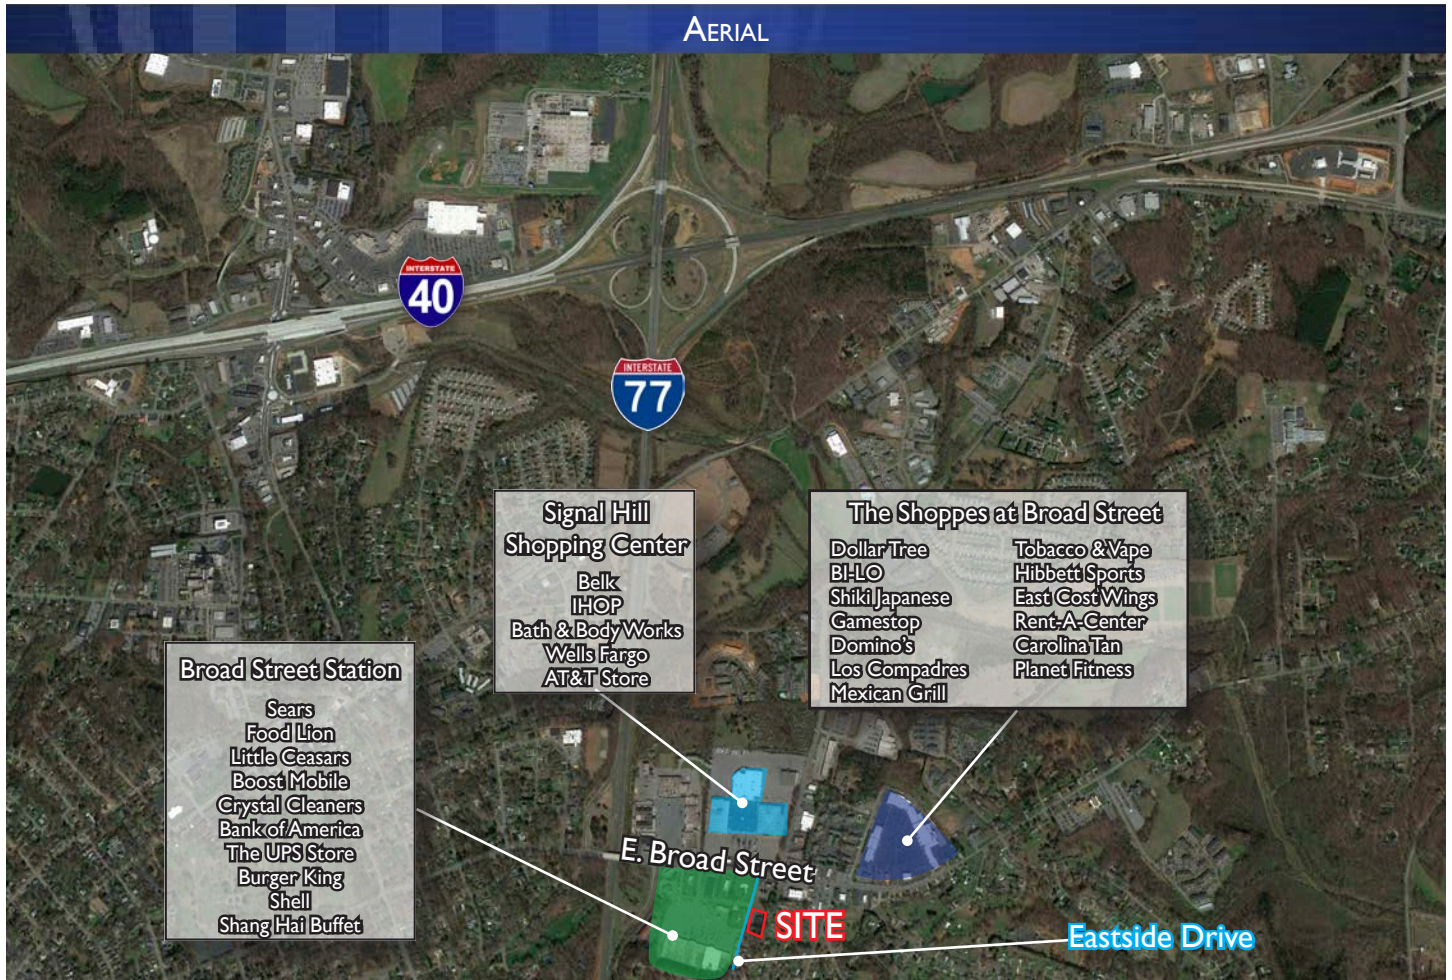 AERIAL
INTERSTATE
40
INTERSTATE
77
Signal Hill
Shopping Center
Belk
IHOP
Bath & Body Works
Wells Fargo
AT&T Store
The Shoppes at Broad Street
Dollar Tree
BI-LO
Shiki Japanese
Gamestop
Domino's
Los Compadres
Mexican Grill
Tobacco & Vape
Hibbett Sports
East Cost Wings
Rent-A-Center
Carolina Tan
Planet Fitness
Broad Street Station
Sears
Food Lion
Little Ceasars
Boost Mobile
Crystal Cleaners
Bank of America
The UPS Store
Burger King
Shell
Shang Hai Buffet
E. Broad Street
SITE
Eastside Drive